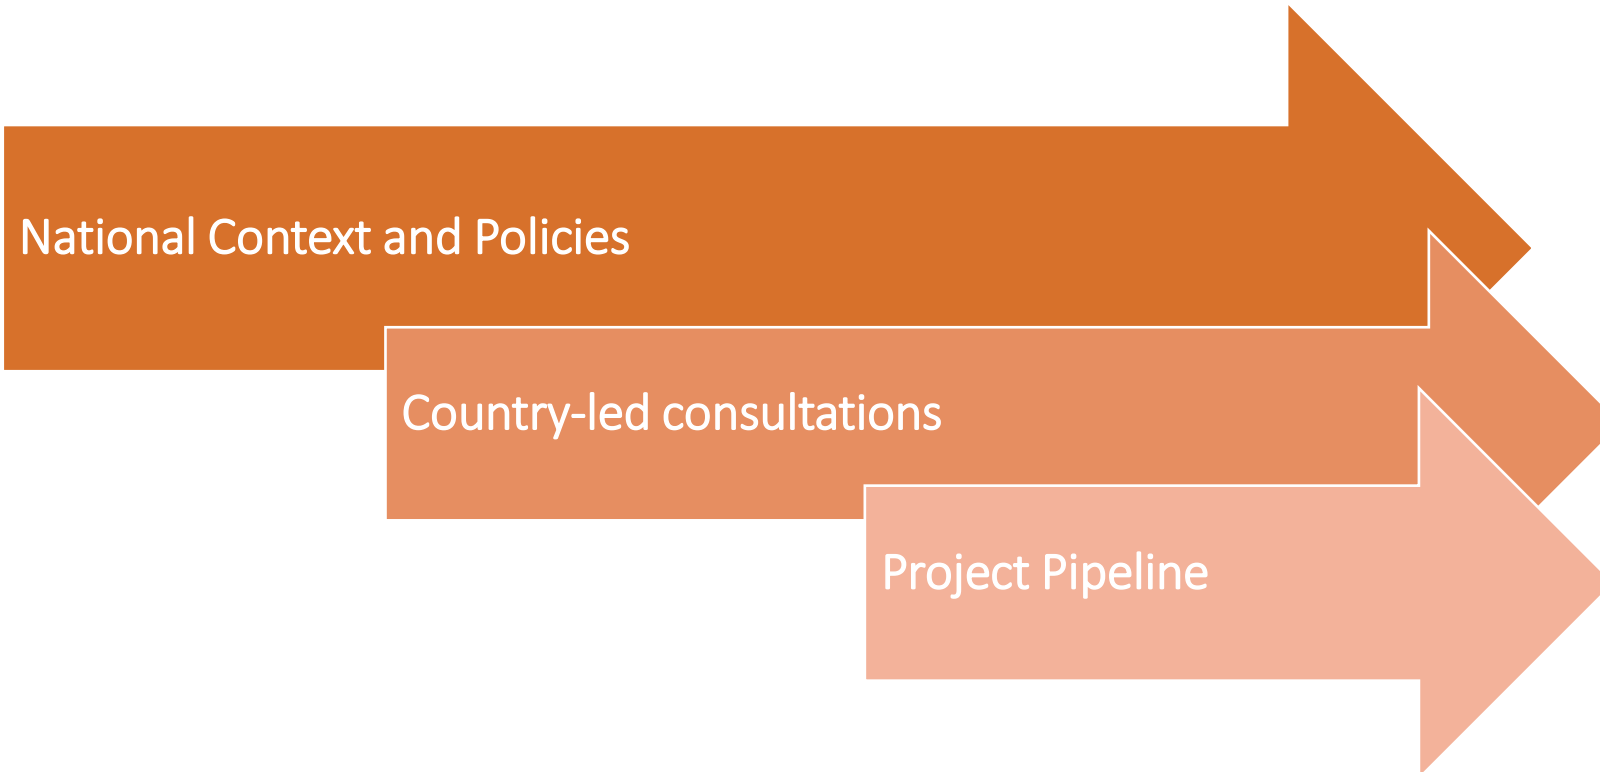 National Context and Policies
Country-led consultations
Project Pipeline